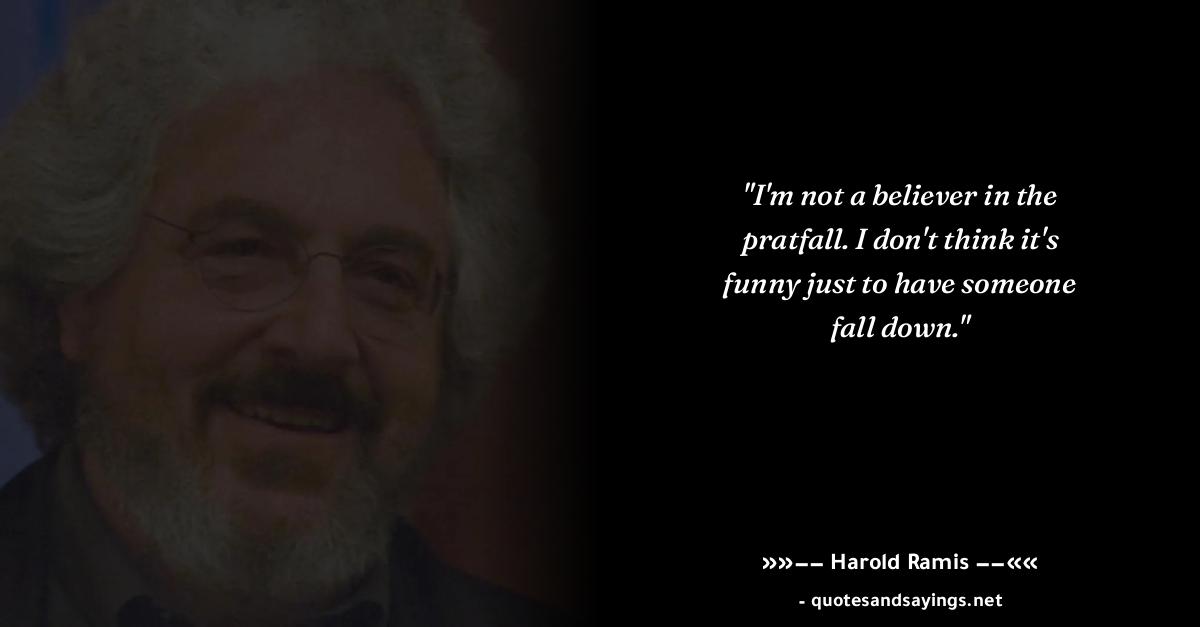 "I'm not a believer in the
pratfall. I don't think it's
funny just to have someone
fall down."
»»−− Harold Ramis −−««
- quotesandsayings.net